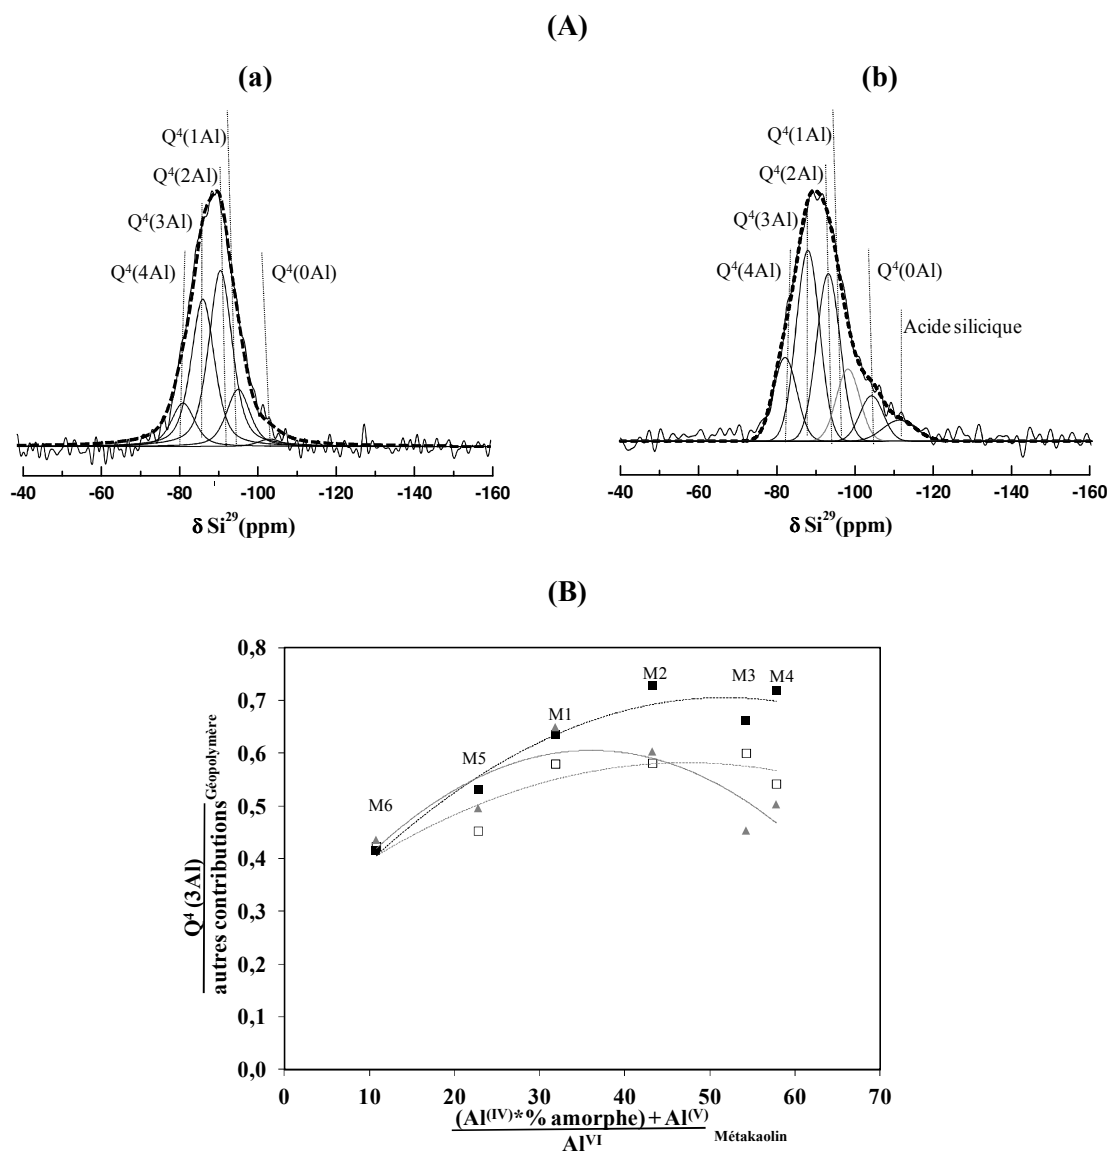 (A)
(a)
(b)
Q⁴(1Al)
Q⁴(2Al)
Q⁴(3Al)
Q⁴(4Al)
Q⁴(0Al)
-40 -60 -80 -100 -120 -140 -160
δ Si²⁹(ppm)
Q⁴(1Al)
Q⁴(2Al)
Q⁴(3Al)
Q⁴(4Al)
Q⁴(0Al)
Acide silicique
-40 -60 -80 -100 -120 -140 -160
δ Si²⁹(ppm)
(B)
0,8
0,7
0,6
0,5
0,4
0,3
0,2
0,1
0,0
Q⁴ (3Al)
autres contributions Géopolymère
M6
M5
M1
M2
M3
M4
0 10 20 30 40 50 60 70
(Al⁽ᴵⱽ⁾*% amorphe) + Al⁽ⱽ⁾
Alⱽᴵ Métakaolin